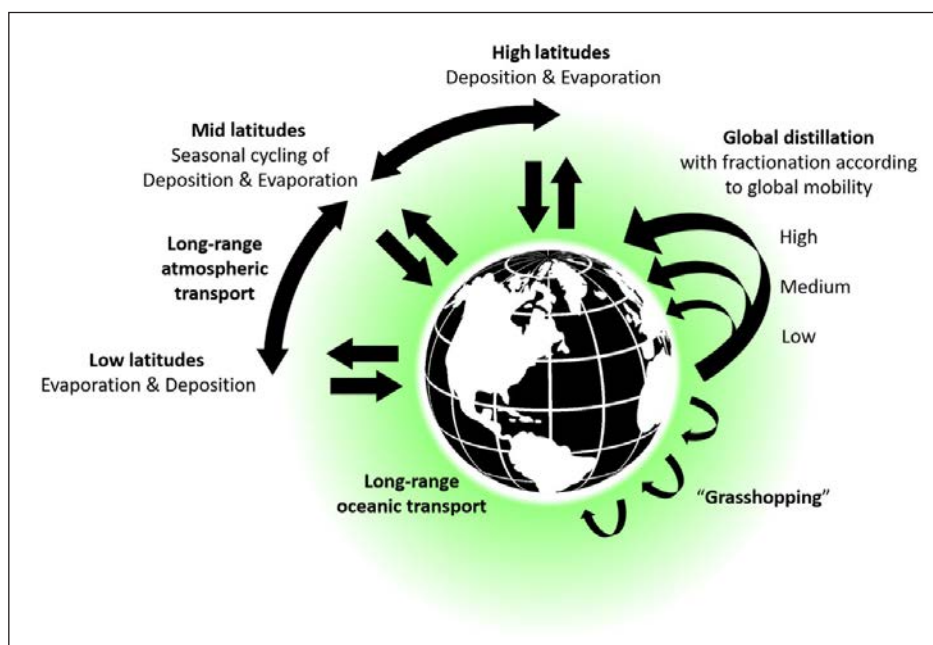 High latitudes
Deposition & Evaporation
Mid latitudes
Seasonal cycling of
Deposition & Evaporation
Global distillation
with fractionation according
to global mobility
High
Medium
Low
Long-range
atmospheric
transport
Low latitudes
Evaporation & Deposition
Long-range
oceanic transport
“Grasshopping”